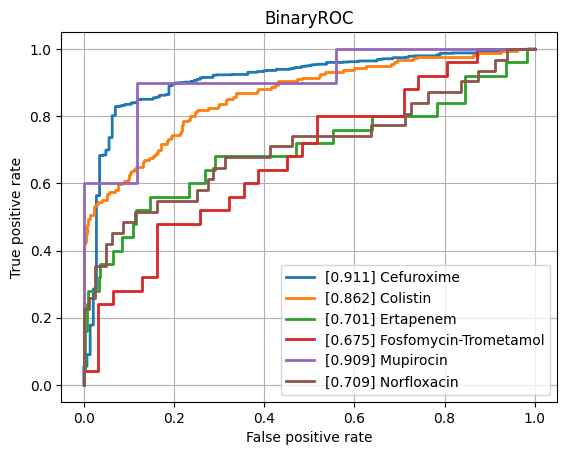 BinaryROC
True positive rate
1.0
0.8
0.6
0.4
0.2
0.0
[0.911] Cefuroxime
[0.862] Colistin
[0.701] Ertapenem
[0.675] Fosfomycin-Trometamol
[0.909] Mupirocin
[0.709] Norfloxacin
0.0 0.2 0.4 0.6 0.8 1.0
False positive rate